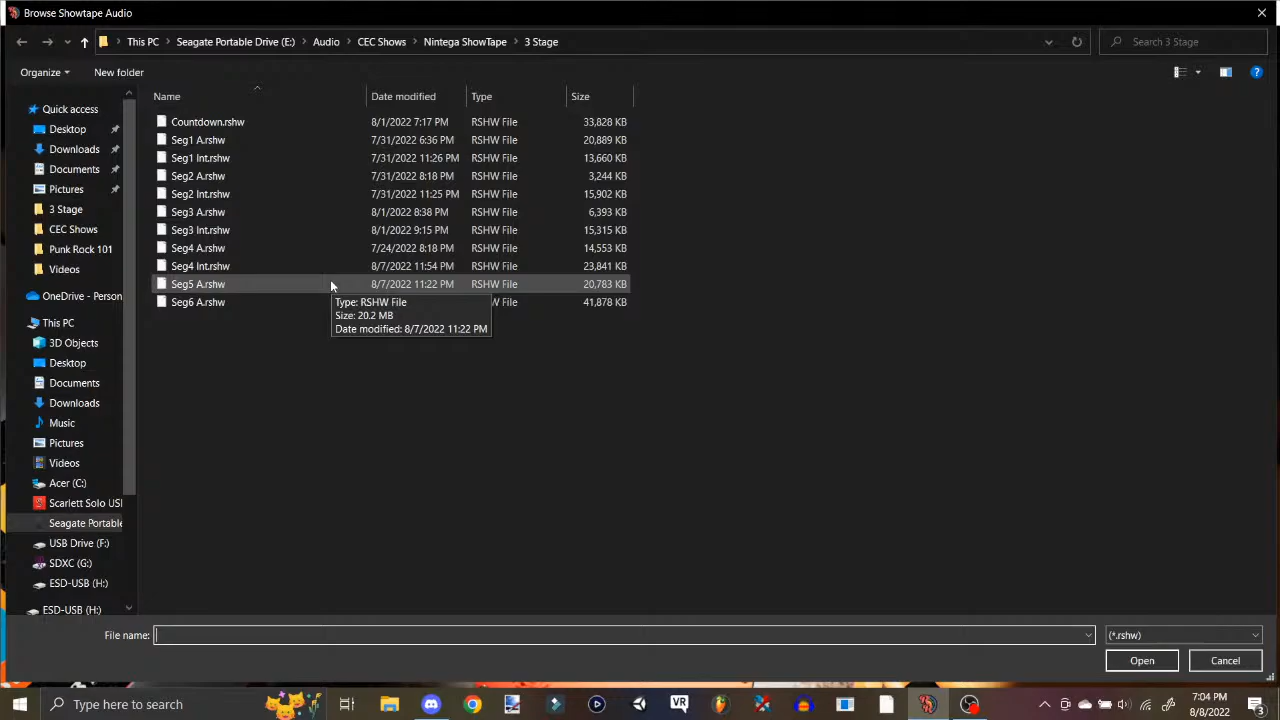 Browse Showtape Audio
This PC > Seagate Portable Drive (E:) > Audio > CEC Shows > Nintega ShowTape > 3 Stage
Search 3 Stage
Organize New folder
Name Date modified Type Size
Countdown.rshw 8/1/2022 7:17 PM RSHW File 33,828 KB
Seg1 A.rshw 7/31/2022 6:36 PM RSHW File 20,889 KB
Seg1 Int.rshw 7/31/2022 11:26 PM RSHW File 13,660 KB
Seg2 A.rshw 7/31/2022 8:18 PM RSHW File 3,244 KB
Seg2 Int.rshw 7/31/2022 11:25 PM RSHW File 15,902 KB
Seg3 A.rshw 8/1/2022 8:38 PM RSHW File 6,393 KB
Seg3 Int.rshw 8/1/2022 9:15 PM RSHW File 15,315 KB
Seg4 A.rshw 7/24/2022 8:18 PM RSHW File 14,553 KB
Seg4 Int.rshw 8/7/2022 11:54 PM RSHW File 23,841 KB
Seg5 A.rshw 8/7/2022 11:22 PM RSHW File 20,783 KB
Seg6 A.rshw W File 41,878 KB
Type: RSHW File
Size: 20.2 MB
Date modified: 8/7/2022 11:22 PM
Quick access
Desktop
Downloads
Documents
Pictures
3 Stage
CEC Shows
Punk Rock 101
Videos
OneDrive - Person
This PC
3D Objects
Desktop
Documents
Downloads
Music
Pictures
Videos
Acer (C:)
Scarlett Solo USI
Seagate Portable
USB Drive (F:)
SDXC (G:)
ESD-USB (H:)
ESD-USB (H:)
File name:
(*.rshw)
Open Cancel
Type here to search
VR
7:04 PM
8/8/2022
3